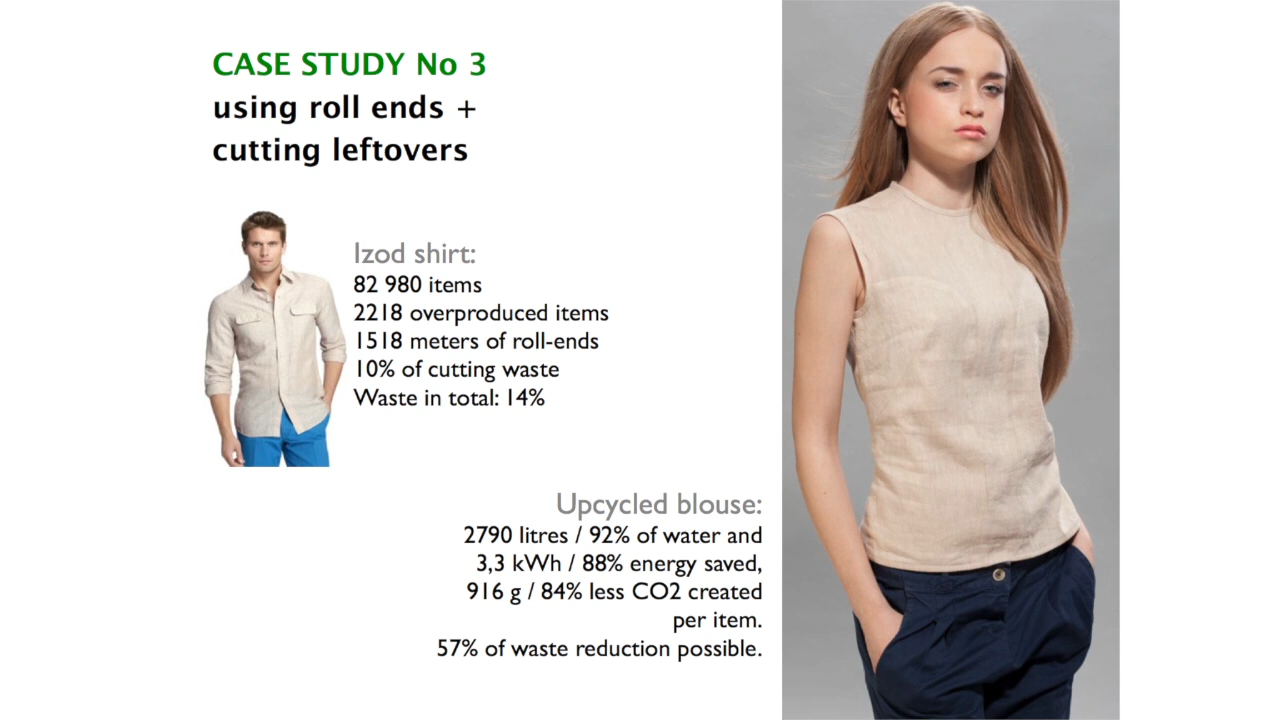 CASE STUDY No 3
using roll ends +
cutting leftovers
Izod shirt:
82 980 items
2218 overproduced items
1518 meters of roll-ends
10% of cutting waste
Waste in total: 14%
Upcycled blouse:
2790 litres / 92% of water and
3,3 kWh / 88% energy saved,
916 g / 84% less CO2 created
per item.
57% of waste reduction possible.